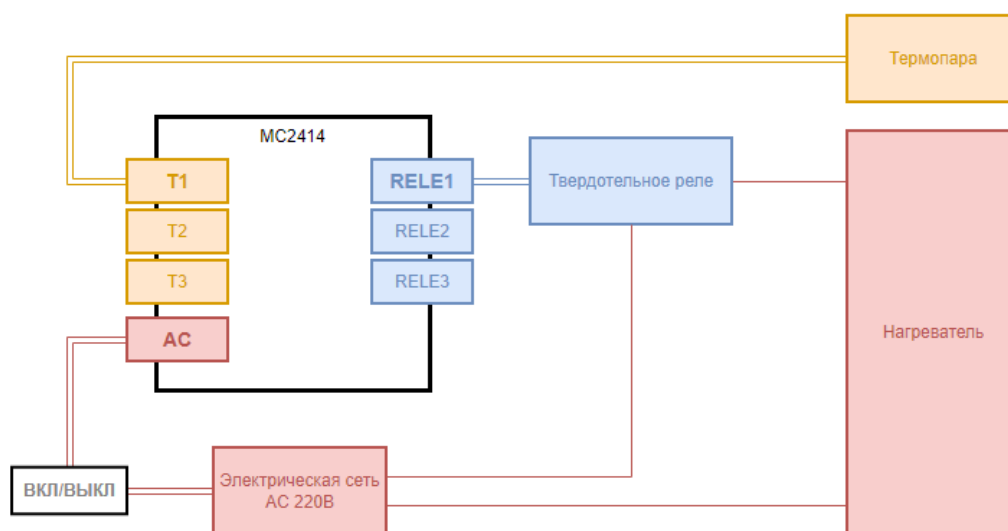 Термопара
MC2414
T1
RELE1
Твердотельное реле
T2
RELE2
T3
RELE3
AC
Нагреватель
ВКЛ/ВЫКЛ
Электрическая сеть
AC 220В